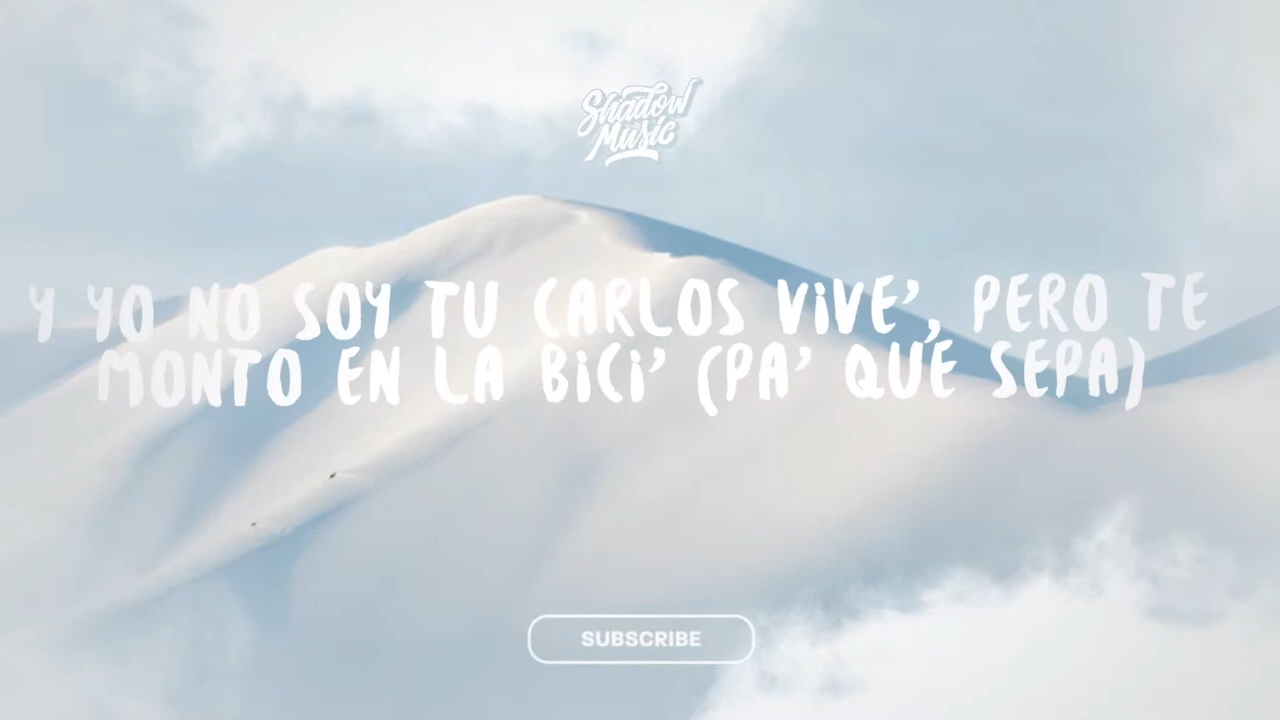 Shadow
Music
Y YO NO SOY TU CARLOS ViVE', PERO TE
MONTO EN LA BiCi' (PA' QUE SEPA)
SUBSCRIBE